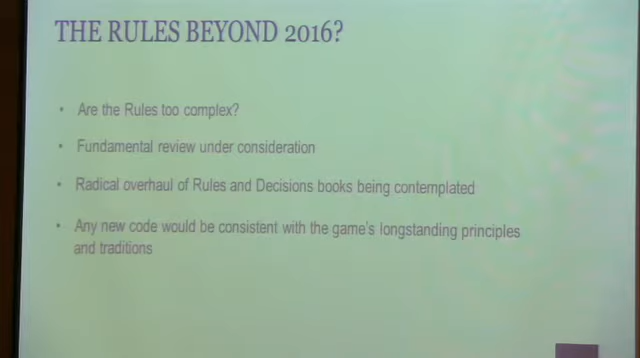 THE RULES BEYOND 2016?
• Are the Rules too complex?
• Fundamental review under consideration
• Radical overhaul of Rules and Decisions books being contemplated
• Any new code would be consistent with the game's longstanding principles
and traditions